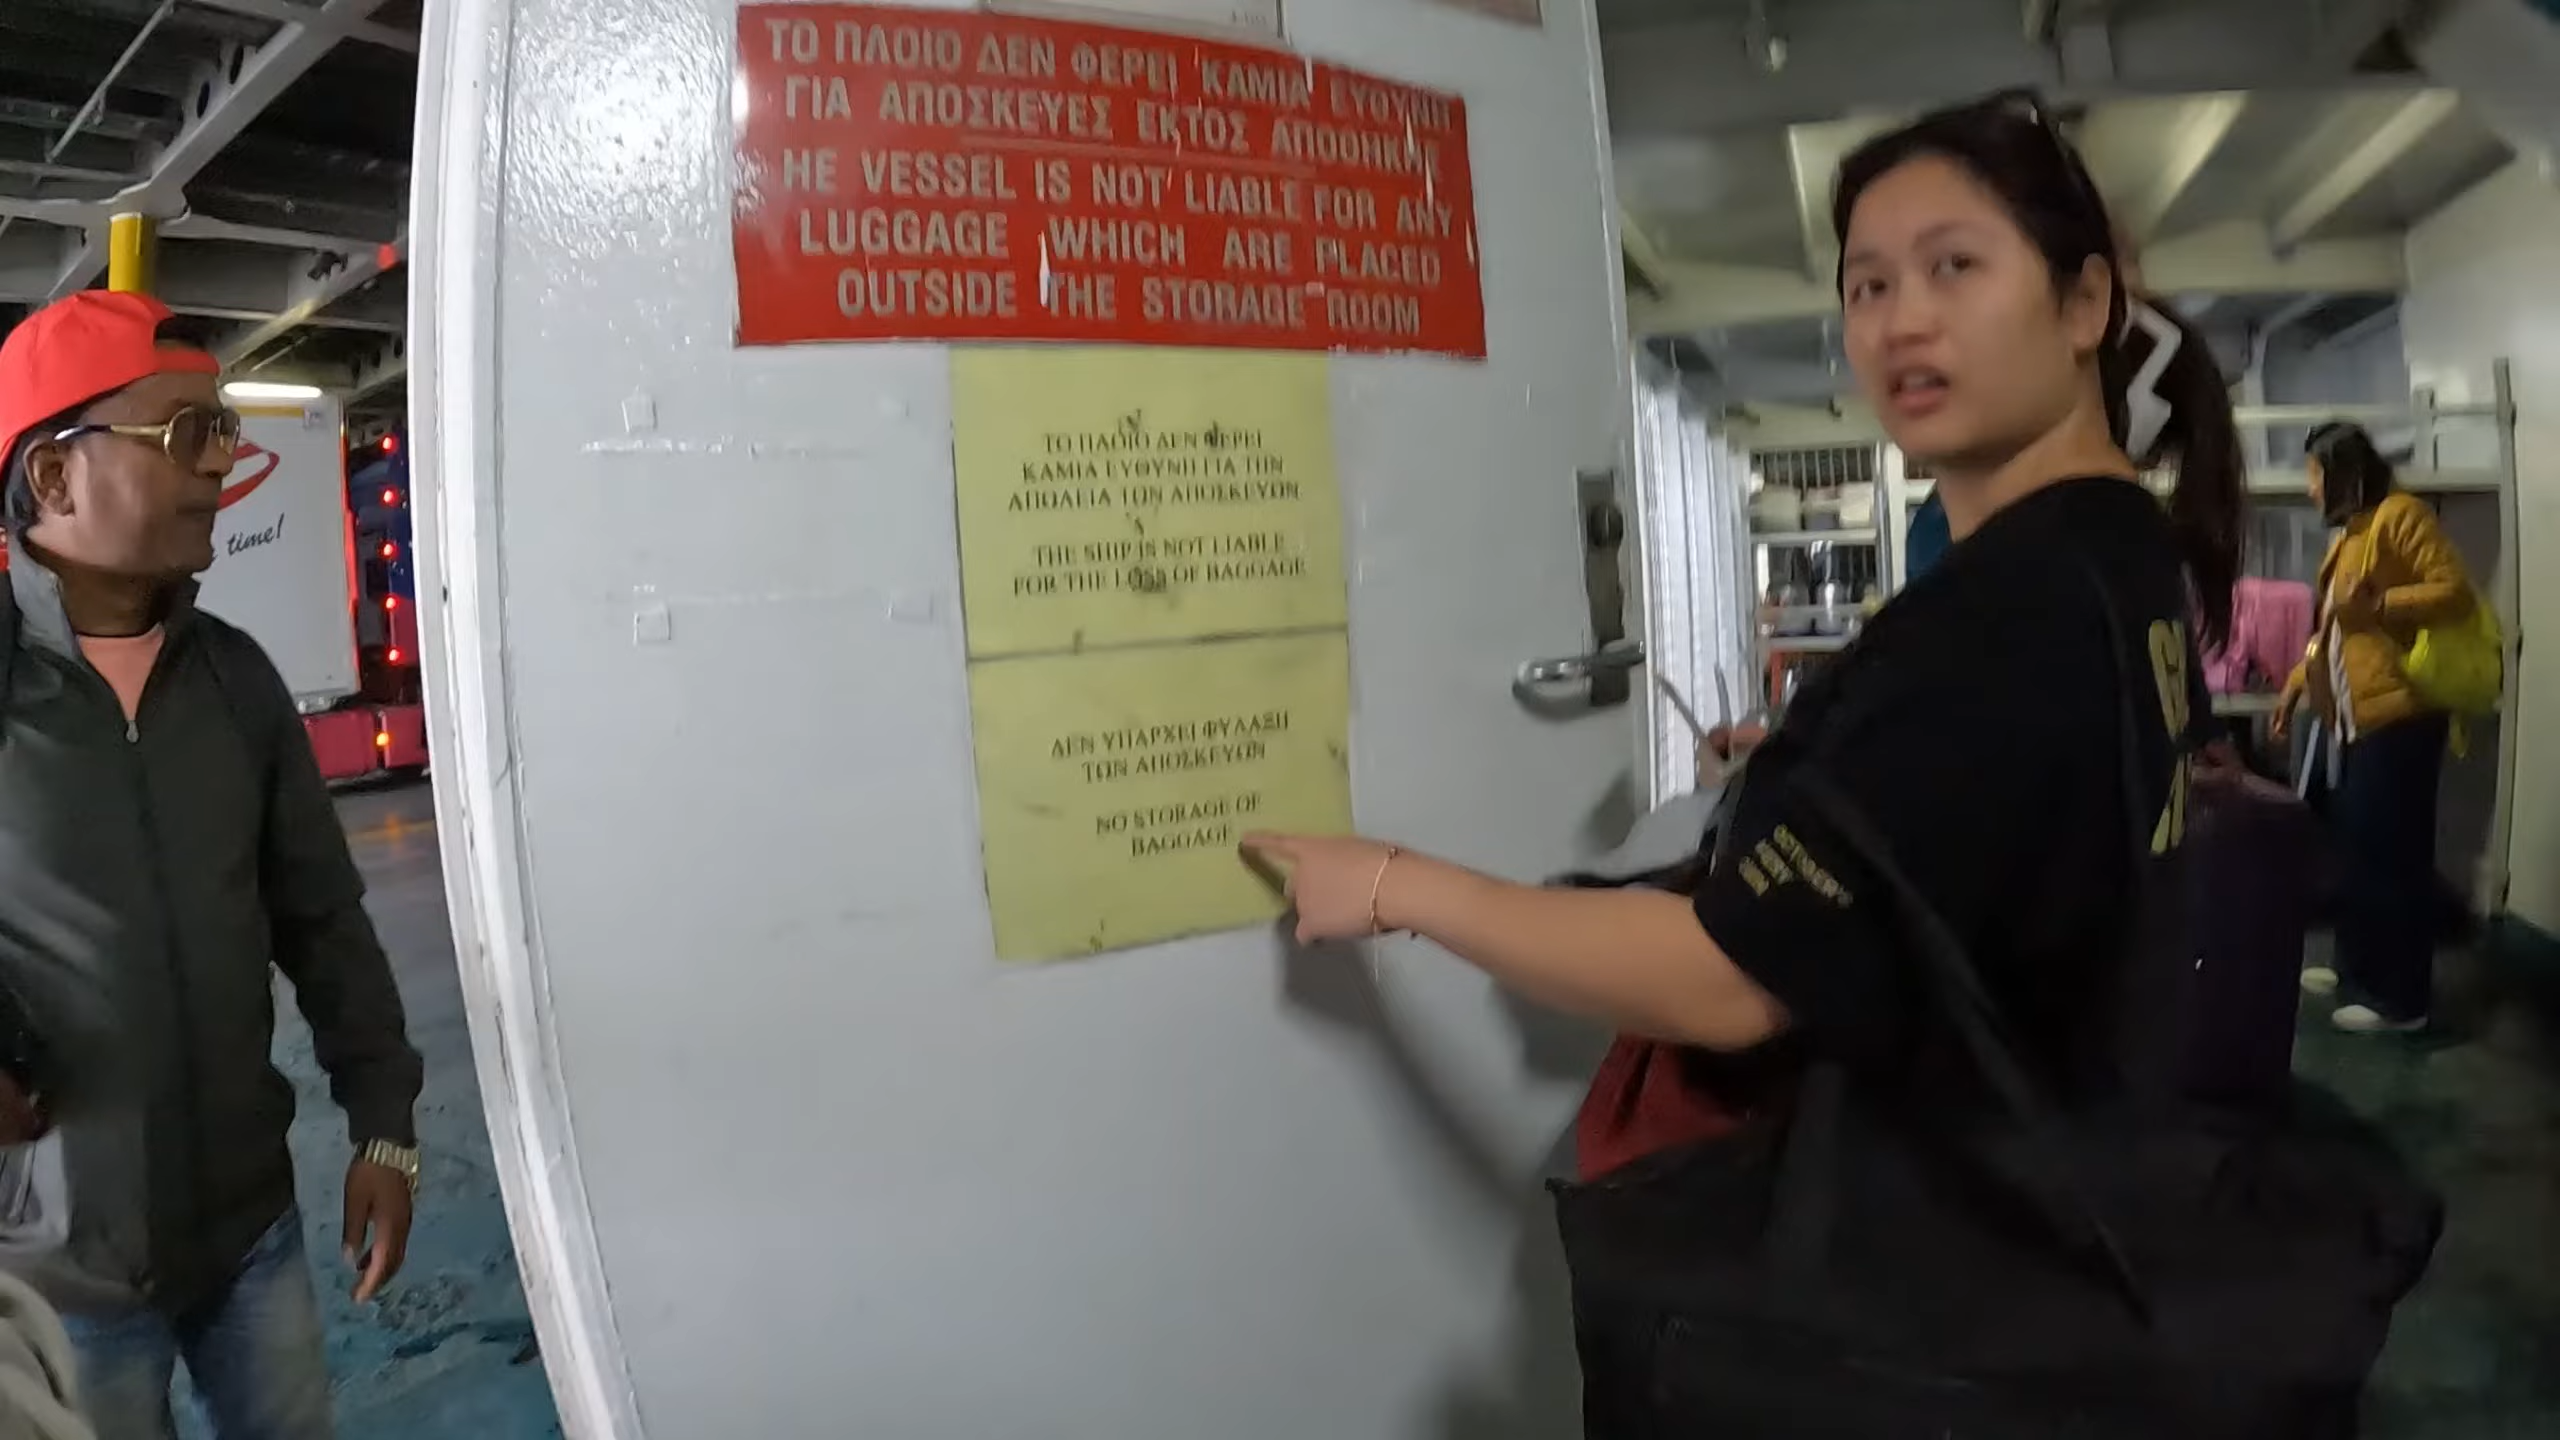 ΤΟ ΠΛΟΙΟ ΔΕΝ ΦΕΡΕΙ ΚΑΜΙΑ ΕΥΘΥΝΗ
ΓΙΑ ΑΠΟΣΚΕΥΕΣ ΕΚΤΟΣ ΑΠΟΘΗΚΗΣ
HE VESSEL IS NOT LIABLE FOR ANY
LUGGAGE WHICH ARE PLACED
OUTSIDE THE STORAGE ROOM
ΤΟ ΠΛΟΙΟ ΔΕΝ ΦΕΡΕΙ
ΚΑΜΙΑ ΕΥΘΥΝΗ ΓΙΑ ΤΗΝ
ΑΠΩΛΕΙΑ ΤΩΝ ΑΠΟΣΚΕΥΩΝ
THE SHIP IS NOT LIABLE
FOR THE LOSS OF BAGGAGE
ΔΕΝ ΥΠΑΡΧΕΙ ΦΥΛΑΞΗ
ΤΩΝ ΑΠΟΣΚΕΥΩΝ
NO STORAGE OF
BAGGAGE
time!